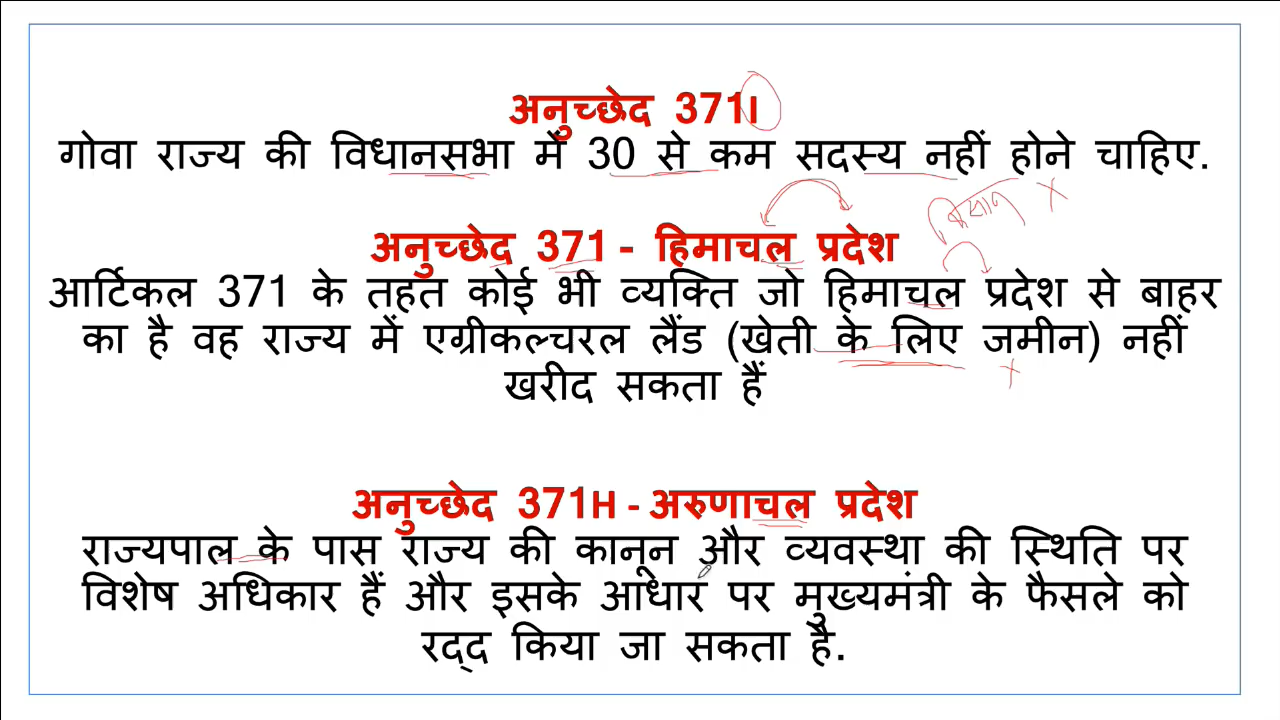 अनुच्छेद 371I
गोवा राज्य की विधानसभा में 30 से कम सदस्य नहीं होने चाहिए.
अनुच्छेद 371 - हिमाचल प्रदेश
आर्टिकल 371 के तहत कोई भी व्यक्ति जो हिमाचल प्रदेश से बाहर
का है वह राज्य में एग्रीकल्चरल लैंड (खेती के लिए जमीन) नहीं
खरीद सकता हैं
अनुच्छेद 371H - अरुणाचल प्रदेश
राज्यपाल के पास राज्य की कानून और व्यवस्था की स्थिति पर
विशेष अधिकार हैं और इसके आधार पर मुख्यमंत्री के फैसले को
रद्द किया जा सकता है.